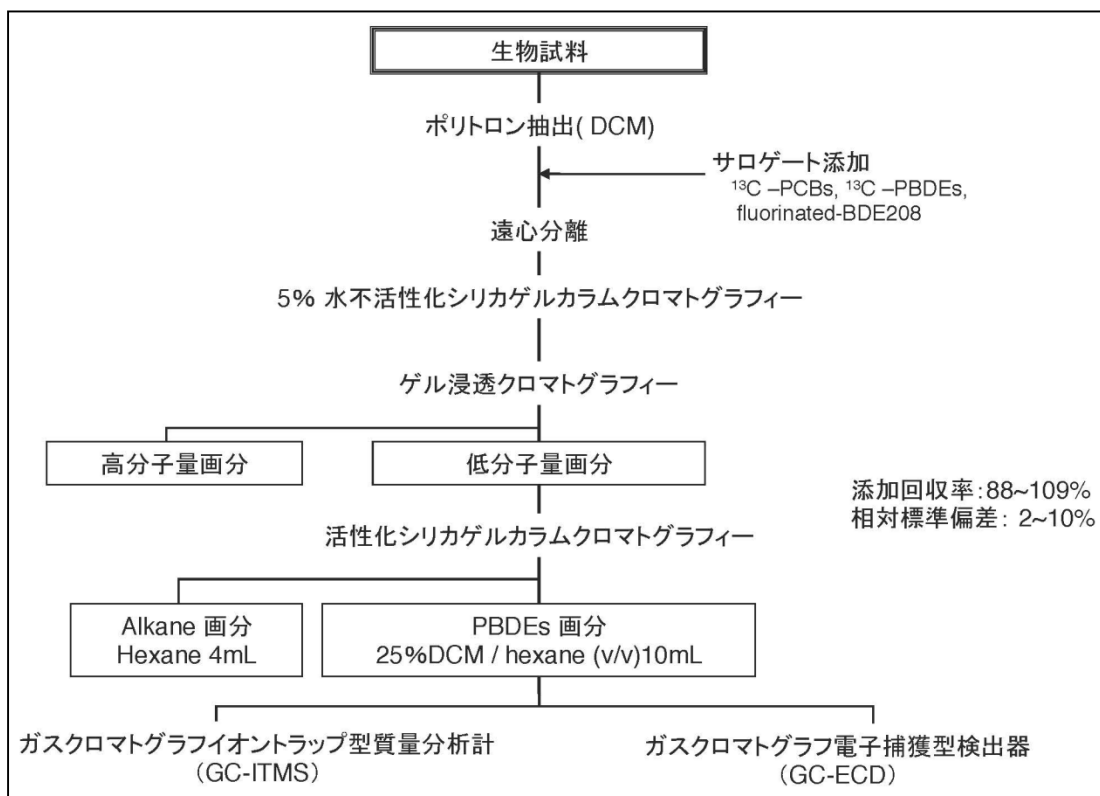 生物試料
ポリトロン抽出( DCM)
サロゲート添加
¹³C –PCBs, ¹³C –PBDEs,
fluorinated-BDE208
遠心分離
5% 水不活性化シリカゲルカラムクロマトグラフィー
ゲル浸透クロマトグラフィー
高分子量画分
低分子量画分
添加回収率:88~109%
相対標準偏差: 2~10%
活性化シリカゲルカラムクロマトグラフィー
Alkane 画分
Hexane 4mL
PBDEs 画分
25%DCM / hexane (v/v)10mL
ガスクロマトグラフイオントラップ型質量分析計
(GC-ITMS)
ガスクロマトグラフ電子捕獲型検出器
(GC-ECD)